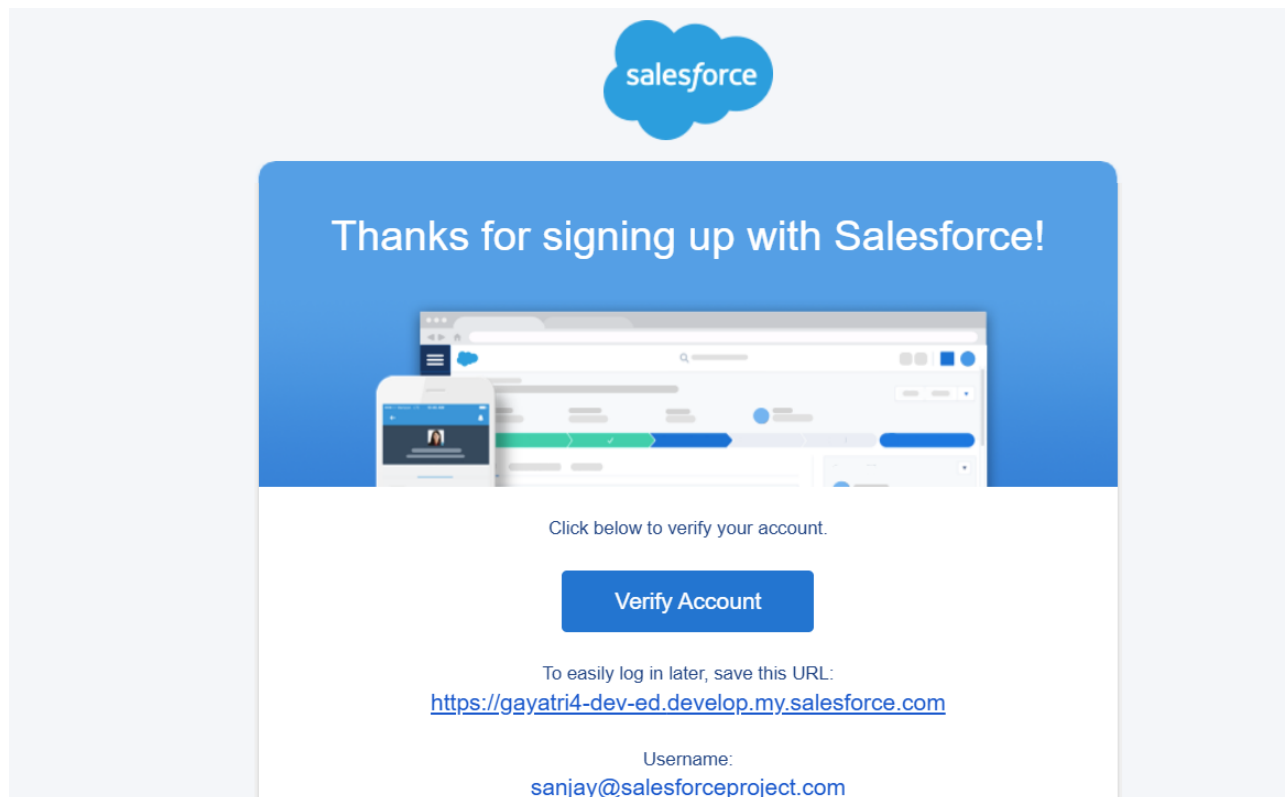 salesforce
Thanks for signing up with Salesforce!
Click below to verify your account.
Verify Account
To easily log in later, save this URL:
https://gayatri4-dev-ed.develop.my.salesforce.com
Username:
sanjay@salesforceproject.com